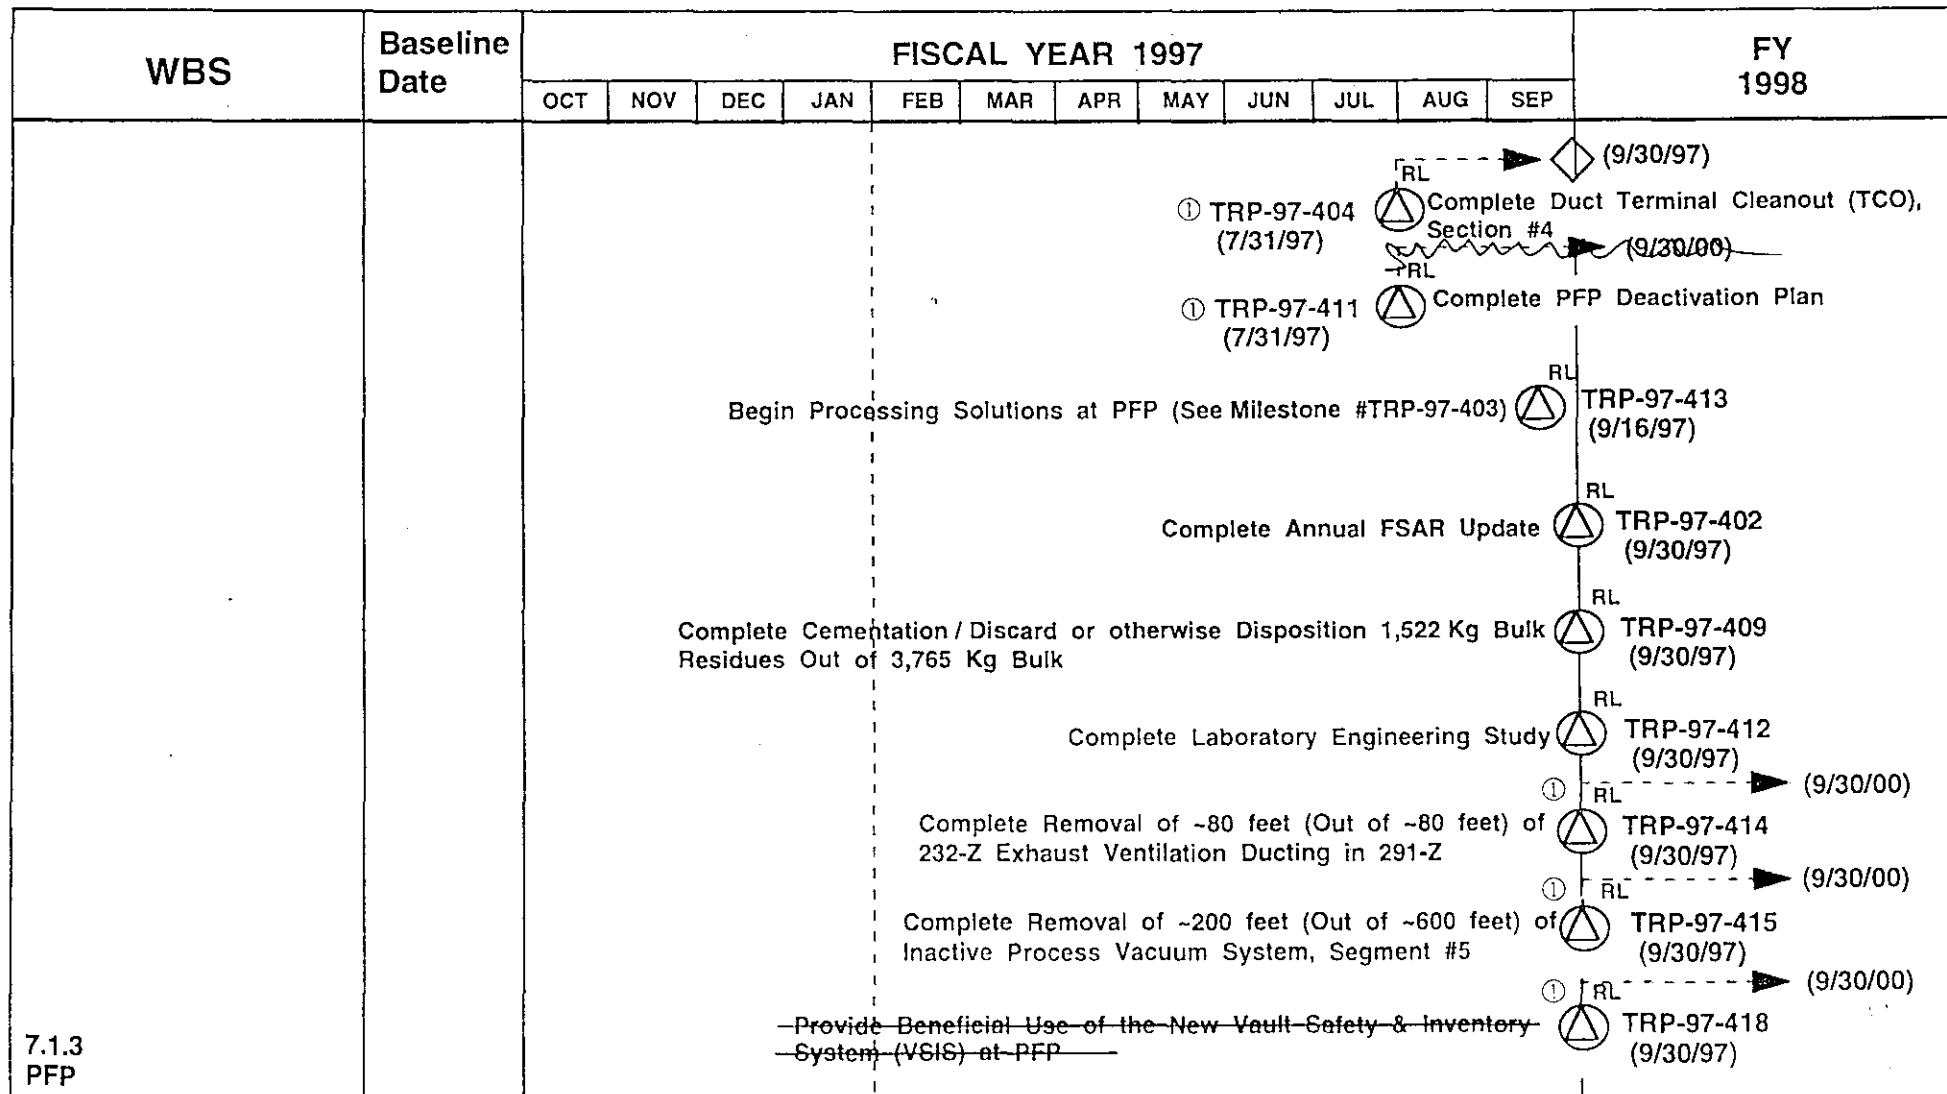 WBS
Baseline
Date
FISCAL YEAR 1997
FY
1998
OCT NOV DEC JAN FEB MAR APR MAY JUN JUL AUG SEP
(9/30/97)
RL
① TRP-97-404
(7/31/97)
Complete Duct Terminal Cleanout (TCO),
Section #4
(9/30/00)
RL
① TRP-97-411
(7/31/97)
Complete PFP Deactivation Plan
RL
Begin Processing Solutions at PFP (See Milestone #TRP-97-403)
TRP-97-413
(9/16/97)
RL
Complete Annual FSAR Update
TRP-97-402
(9/30/97)
RL
Complete Cementation / Discard or otherwise Disposition 1,522 Kg Bulk
Residues Out of 3,765 Kg Bulk
TRP-97-409
(9/30/97)
RL
Complete Laboratory Engineering Study
TRP-97-412
(9/30/97)
① RL (9/30/00)
Complete Removal of ~80 feet (Out of ~80 feet) of
232-Z Exhaust Ventilation Ducting in 291-Z
TRP-97-414
(9/30/97)
① RL (9/30/00)
Complete Removal of ~200 feet (Out of ~600 feet) of
Inactive Process Vacuum System, Segment #5
TRP-97-415
(9/30/97)
① RL (9/30/00)
Provide Beneficial Use of the New Vault Safety & Inventory
System (VSIS) at PFP
TRP-97-418
(9/30/97)
7.1.3
PFP